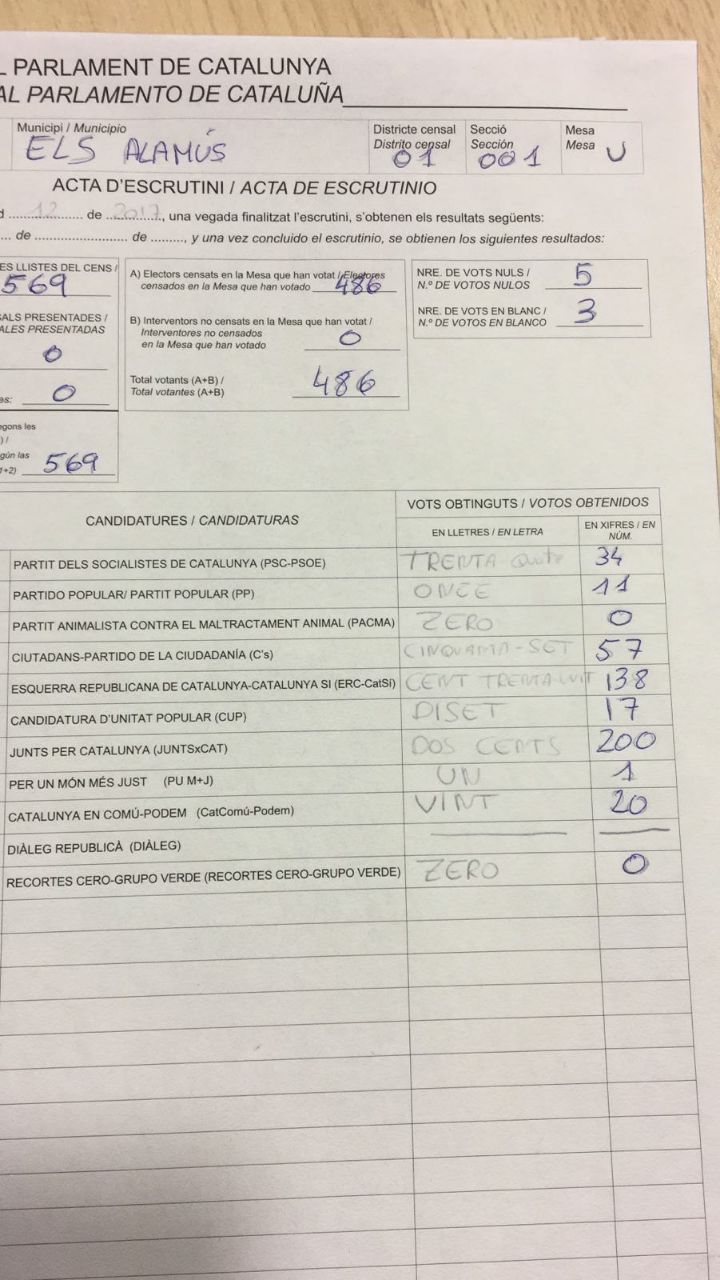 L PARLAMENT DE CATALUNYA
AL PARLAMENTO DE CATALUÑA
Municipi / Municipio
ELS ALAMÚS
Districte censal
Distrito censal
01
Secció
Sección
001
Mesa
Mesa
U
ACTA D'ESCRUTINI / ACTA DE ESCRUTINIO
d 12 de 2017, una vegada finalitzat l'escrutini, s'obtenen els resultats següents:
... de ........................ de ........., y una vez concluido el escrutinio, se obtienen los siguientes resultados:
ES LLISTES DEL CENS /
569
ALS PRESENTADES /
ALES PRESENTADAS
0
es: 0
egons les
) /
gún las
1+2) 569
A) Electors censats en la Mesa que han votat / Electores
censados en la Mesa que han votado 486
B) Interventors no censats en la Mesa que han votat /
Interventores no censados
en la Mesa que han votado 0
Total votants (A+B) /
Total votantes (A+B) 486
NRE. DE VOTS NULS /
N.º DE VOTOS NULOS 5
NRE. DE VOTS EN BLANC /
N.º DE VOTOS EN BLANCO 3
CANDIDATURES / CANDIDATURAS
VOTS OBTINGUTS / VOTOS OBTENIDOS
EN LLETRES / EN LETRA
EN XIFRES / EN
NÚM.
PARTIT DELS SOCIALISTES DE CATALUNYA (PSC-PSOE) TRENTA 34
PARTIDO POPULAR/ PARTIT POPULAR (PP) ONCE 11
PARTIT ANIMALISTA CONTRA EL MALTRACTAMENT ANIMAL (PACMA) ZERO 0
CIUTADANS-PARTIDO DE LA CIUDADANÍA (C's) CINQUANTA-SET 57
ESQUERRA REPUBLICANA DE CATALUNYA-CATALUNYA SI (ERC-CatSí) CENT TRENTA-VUIT 138
CANDIDATURA D'UNITAT POPULAR (CUP) DISET 17
JUNTS PER CATALUNYA (JUNTSxCAT) DOS CENTS 200
PER UN MÓN MÉS JUST (PU M+J) UN 1
CATALUNYA EN COMÚ-PODEM (CatComú-Podem) VINT 20
DIÀLEG REPUBLICÀ (DIÀLEG)
RECORTES CERO-GRUPO VERDE (RECORTES CERO-GRUPO VERDE) ZERO 0